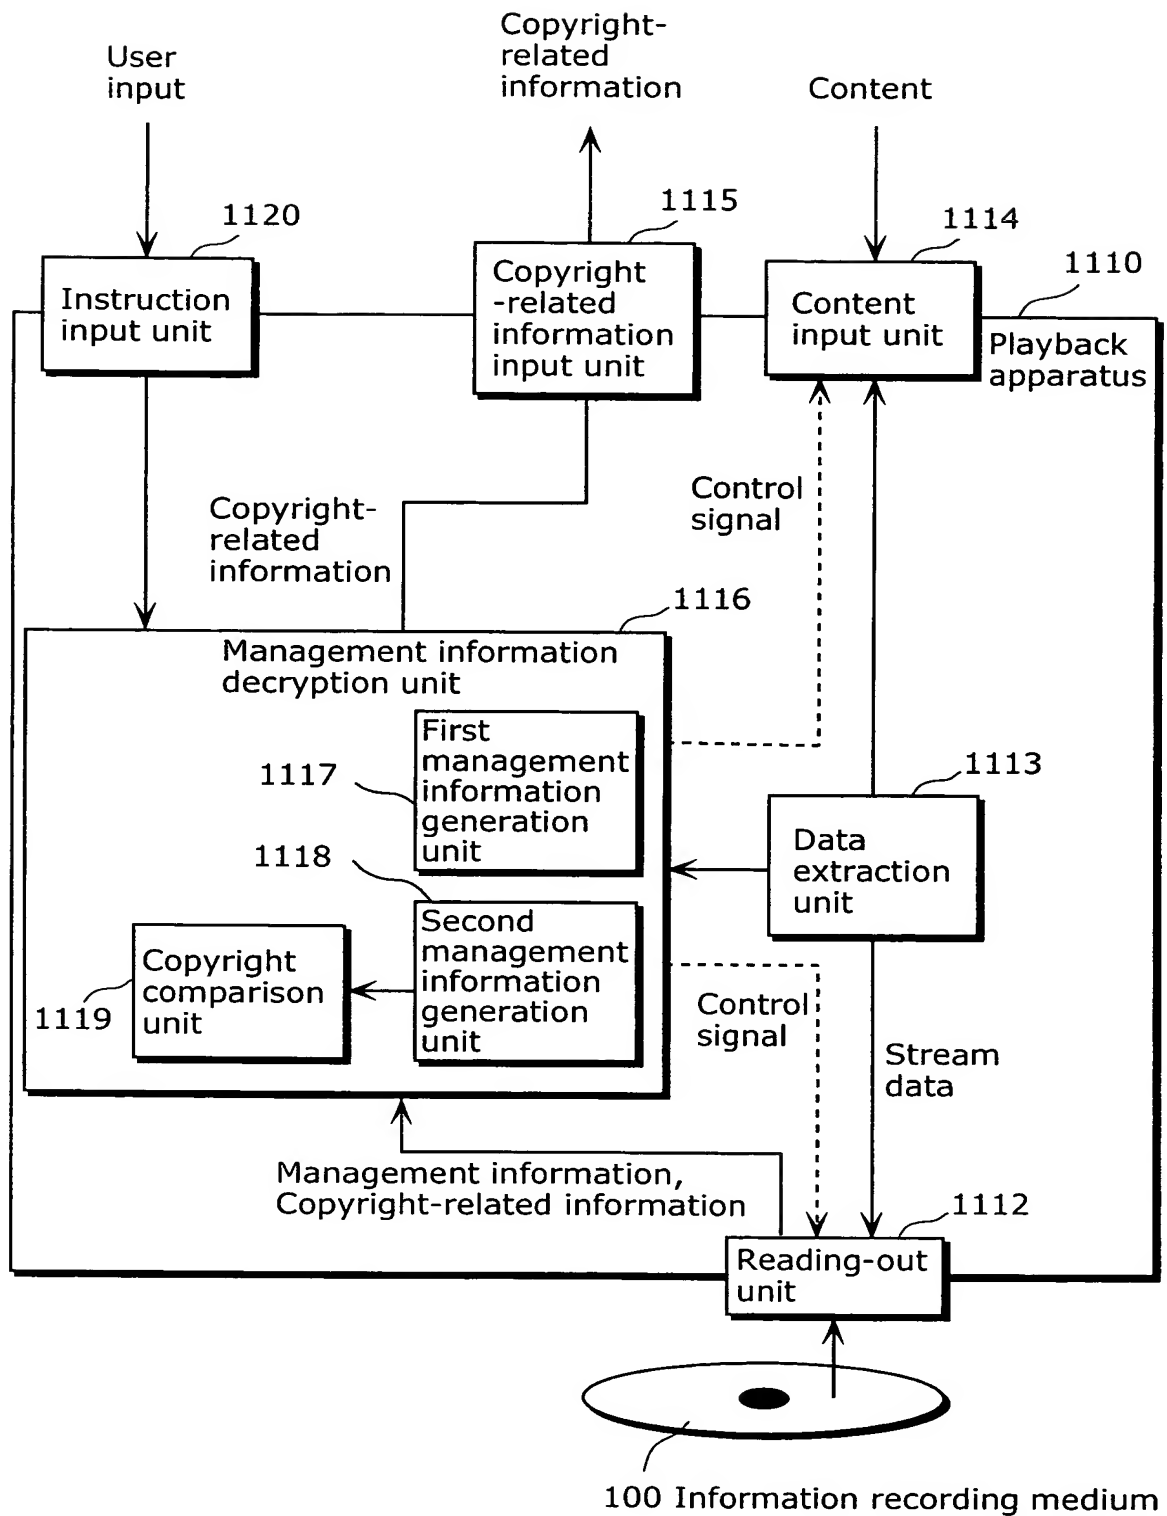 Copyright-
related
information
User
input
Content
1120
1115
1114
1110
Instruction
input unit
Copyright
-related
information
input unit
Content
input unit
Playback
apparatus
Control
signal
Copyright-
related
information
1116
Management information
decryption unit
First
management
information
generation
unit
1117
1113
Data
extraction
unit
1118
Second
management
information
generation
unit
Copyright
comparison
unit
1119
Control
signal
Stream
data
Management information,
Copyright-related information
1112
Reading-out
unit
100 Information recording medium